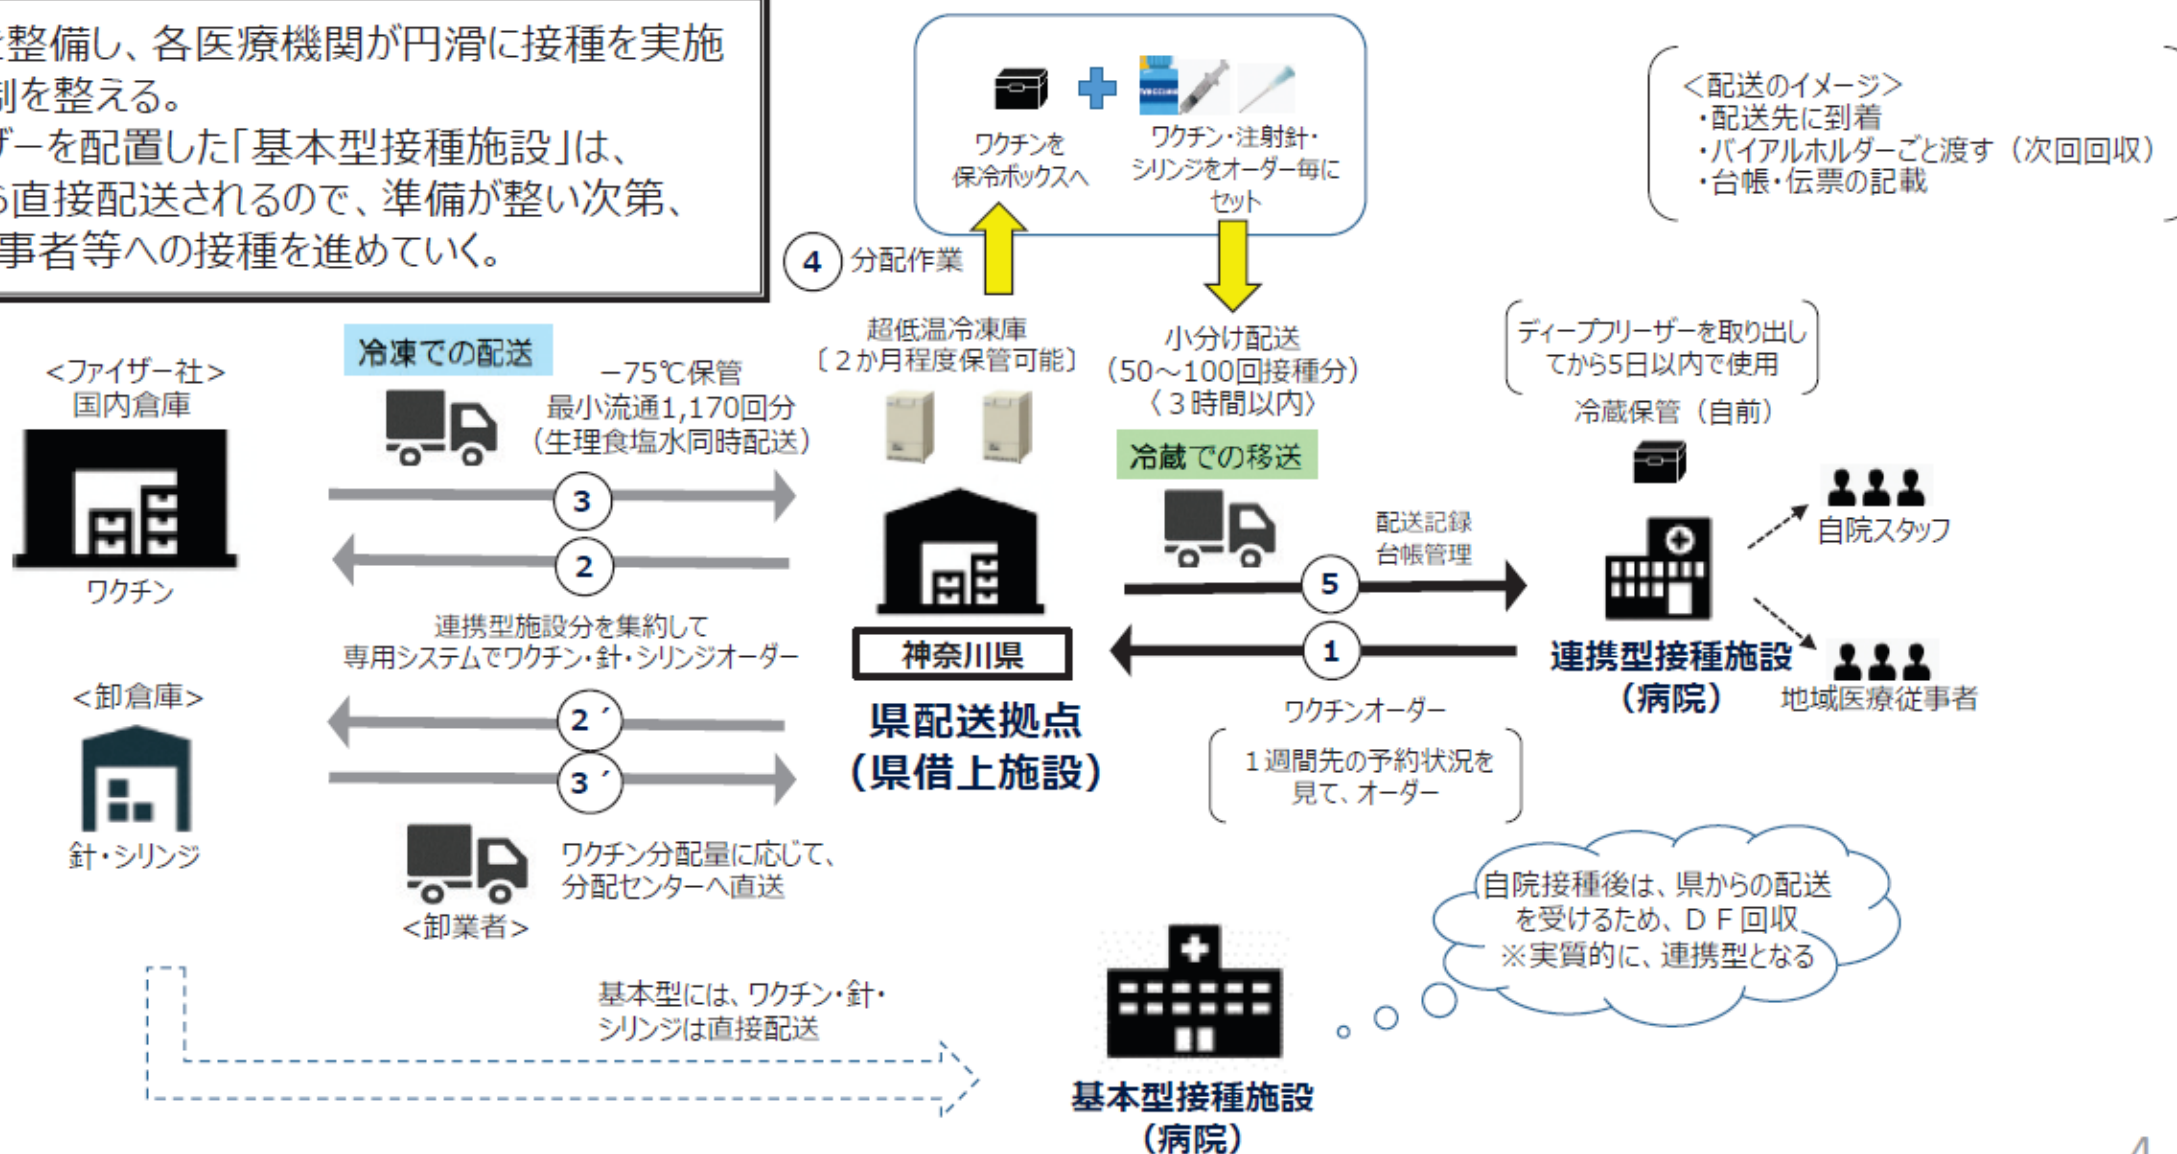 整備し、各医療機関が円滑に接種を実施
制を整える。
ザーを配置した「基本型接種施設」は、
ら直接配送されるので、準備が整い次第、
事者等への接種を進めていく。
ワクチンを
保冷ボックスへ
ワクチン・注射針・
シリンジをオーダー毎に
セット
＜配送のイメージ＞
・配送先に到着
・バイアルホルダーごと渡す（次回回収）
・台帳・伝票の記載
4 分配作業
＜ファイザー社＞
国内倉庫
ワクチン
冷凍での配送
－75℃保管
最小流通1,170回分
（生理食塩水同時配送）
3
2
連携型施設分を集約して
専用システムでワクチン・針・シリンジオーダー
超低温冷凍庫
〔２か月程度保管可能〕
小分け配送
（50～100回接種分）
〈３時間以内〉
冷蔵での移送
ディープフリーザーを取り出し
てから5日以内で使用
冷蔵保管（自前）
配送記録
台帳管理
5
1
ワクチンオーダー
１週間先の予約状況を
見て、オーダー
自院スタッフ
地域医療従事者
連携型接種施設
（病院）
神奈川県
県配送拠点
（県借上施設）
＜卸倉庫＞
針・シリンジ
2´
3´
＜卸業者＞
ワクチン分配量に応じて、
分配センターへ直送
自院接種後は、県からの配送
を受けるため、ＤＦ回収
※実質的に、連携型となる
基本型には、ワクチン・針・
シリンジは直接配送
基本型接種施設
（病院）